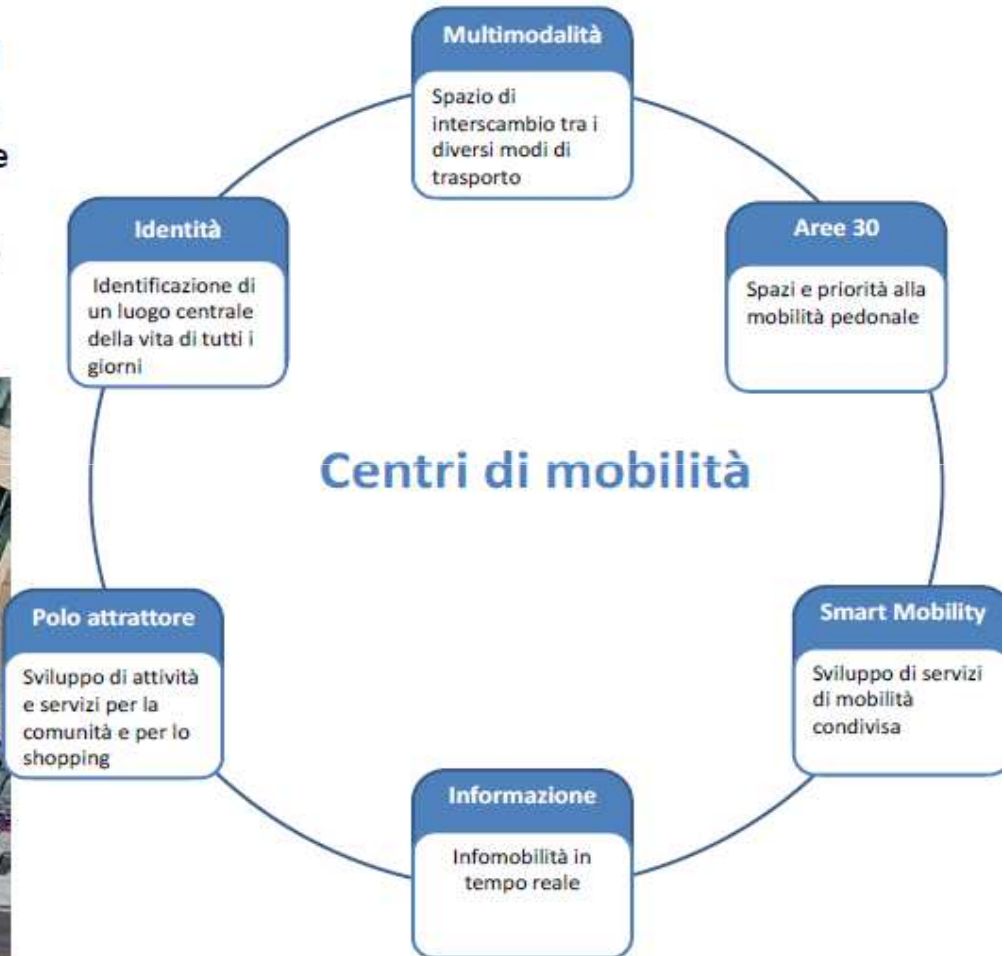 e
Multimodalità
Spazio di
interscambio tra i
diversi modi di
trasporto
Aree 30
Spazi e priorità alla
mobilità pedonale
Smart Mobility
Sviluppo di servizi
di mobilità
condivisa
Informazione
Infomobilità in
tempo reale
Polo attrattore
Sviluppo di attività
e servizi per la
comunità e per lo
shopping
Identità
Identificazione di
un luogo centrale
della vita di tutti i
giorni
Centri di mobilità